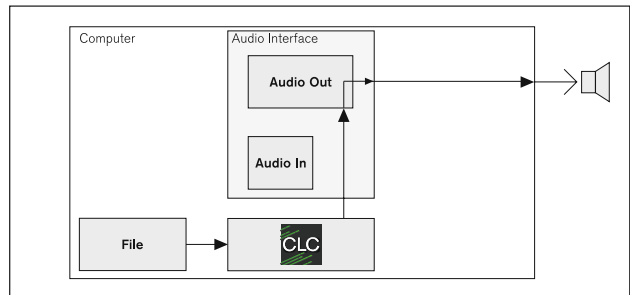 Computer
Audio Interface
Audio Out
Audio In
File
CLC